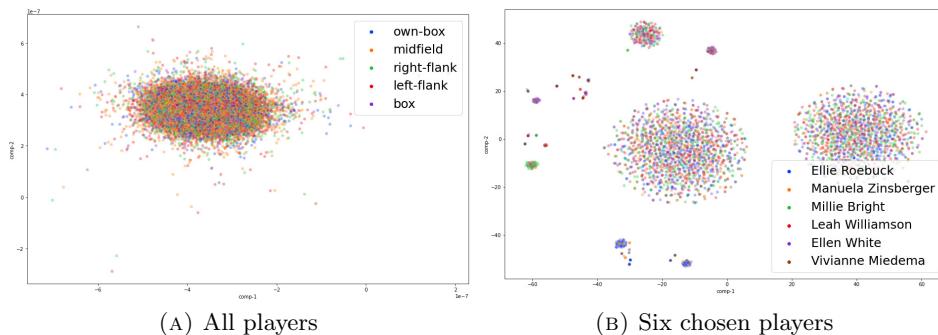 1e-7
own-box
midfield
right-flank
left-flank
box
6
4
2
0
−2
comp-2
−6
−4
−2
0
2
1e-7
comp-1
(A) All players
40
20
0
−20
−40
comp-2
Ellie Roebuck
Manuela Zinsberger
Millie Bright
Leah Williamson
Ellen White
Vivianne Miedema
−60
−40
−20
0
20
40
60
comp-1
(B) Six chosen players